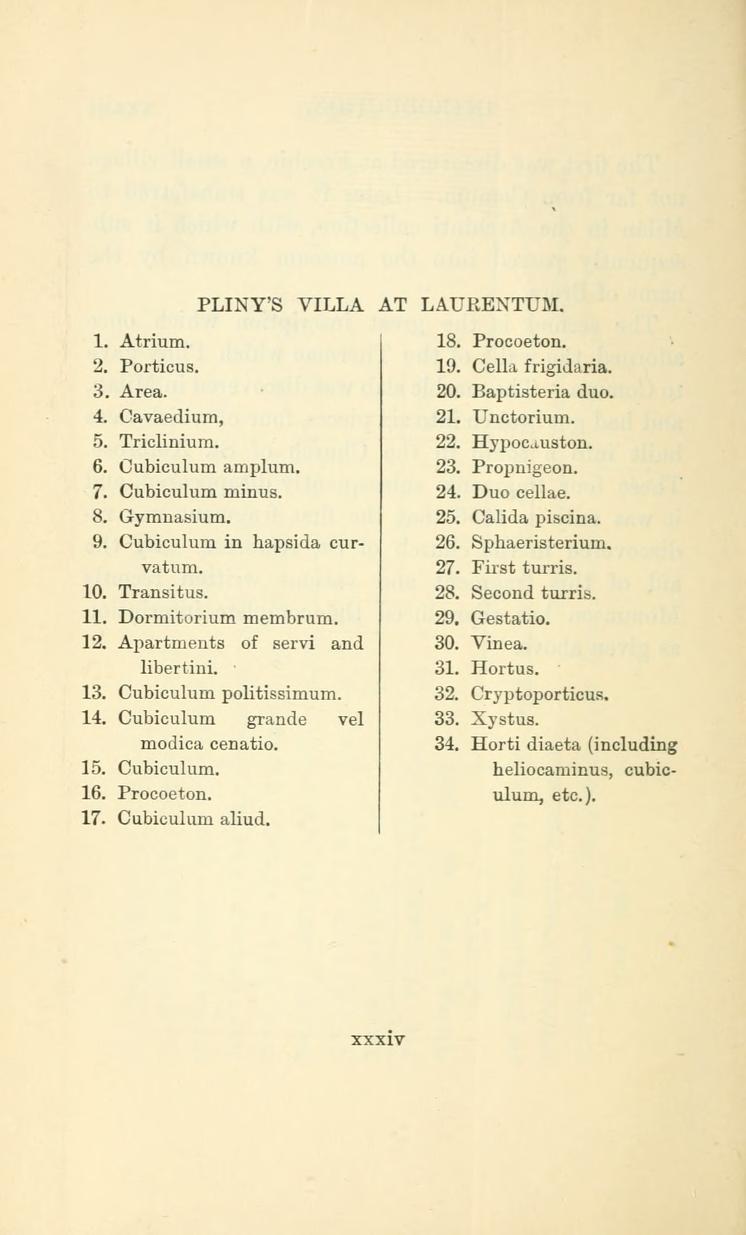 PLINY'S VILLA AT LAURENTUM.
1. Atrium.
2. Porticus.
3. Area.
4. Cavaedium,
5. Triclinium.
6. Cubiculum amplum.
7. Cubiculum minus.
8. Gymnasium.
9. Cubiculum in hapsida cur-
vatum.
10. Transitus.
11. Dormitorium membrum.
12. Apartments of servi and
libertini.
13. Cubiculum politissimum.
14. Cubiculum grande vel
modica cenatio.
15. Cubiculum.
16. Procoeton.
17. Cubiculum aliud.
18. Procoeton.
19. Cella frigidaria.
20. Baptisteria duo.
21. Unctorium.
22. Hypocauston.
23. Propnigeon.
24. Duo cellae.
25. Calida piscina.
26. Sphaeristerium.
27. First turris.
28. Second turris.
29. Gestatio.
30. Vinea.
31. Hortus.
32. Cryptoporticus.
33. Xystus.
34. Horti diaeta (including
heliocaminus, cubic-
ulum, etc.).
xxxiv